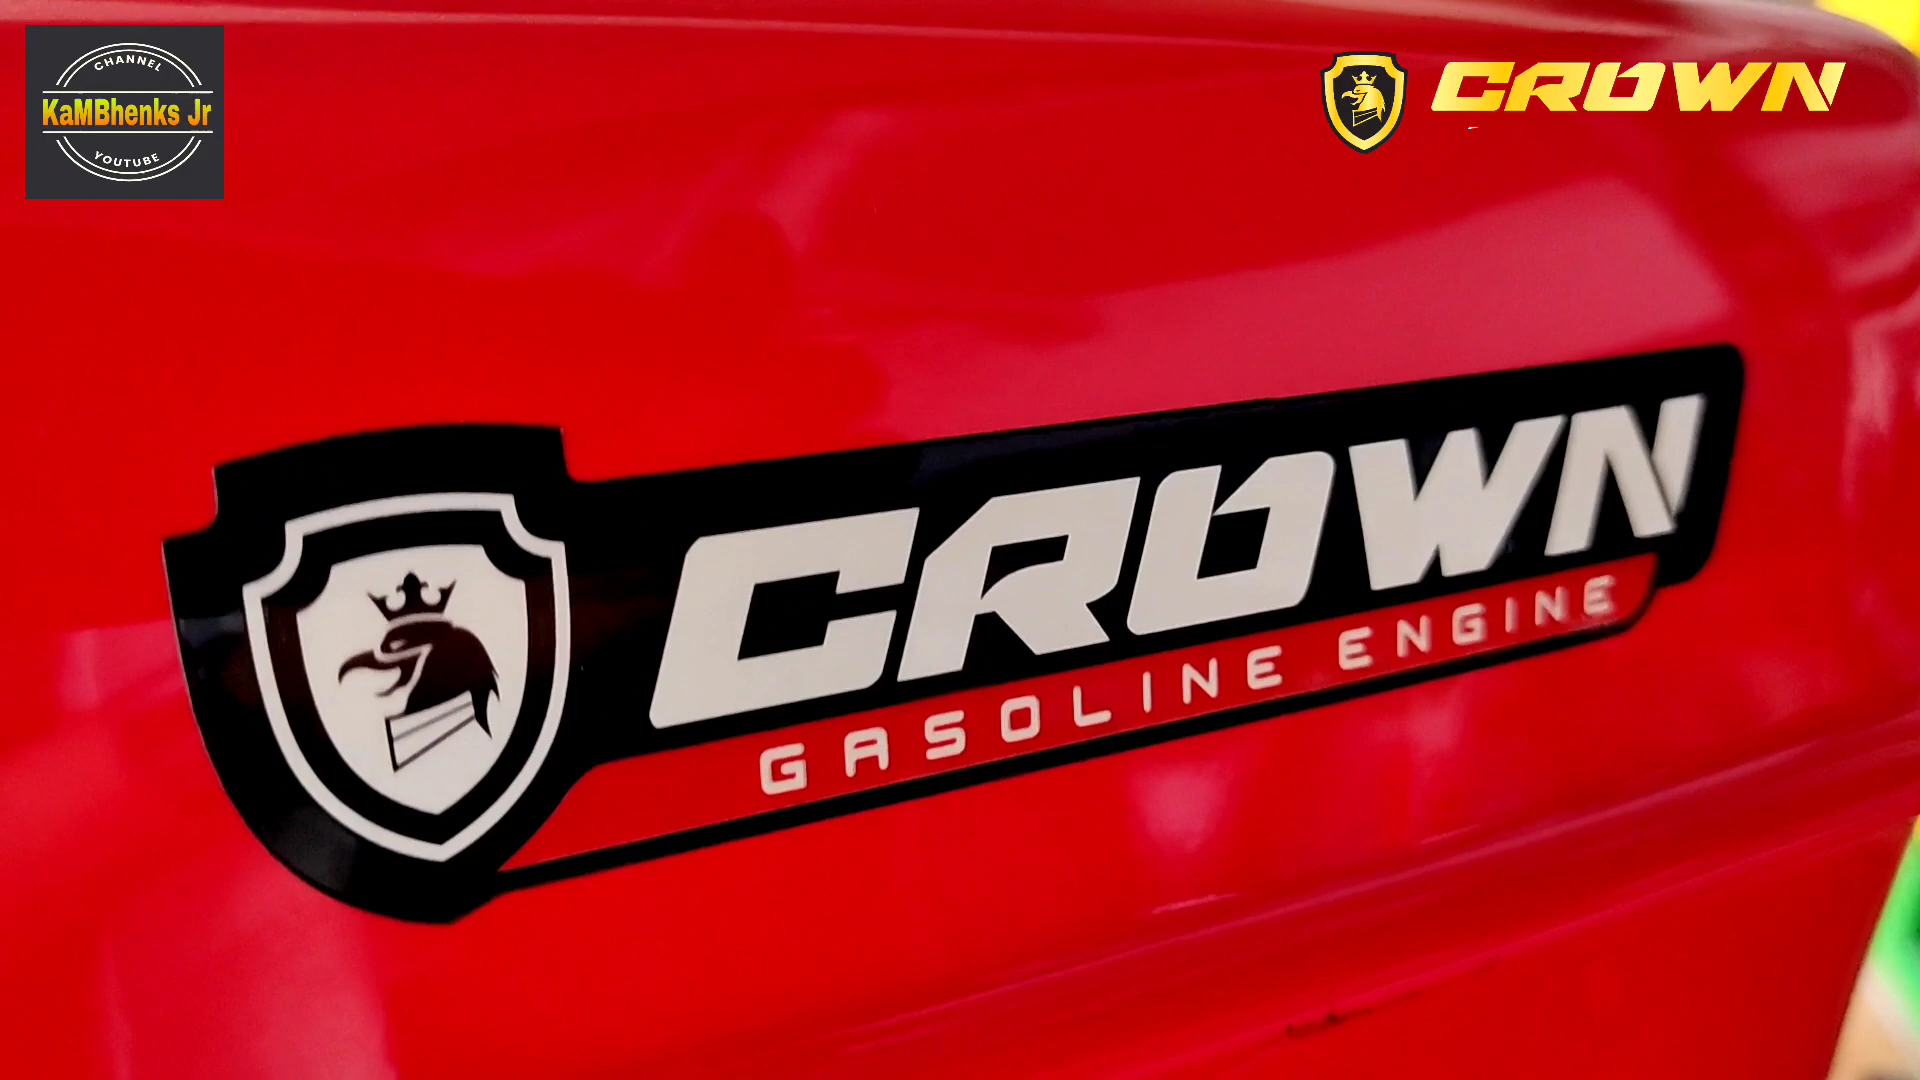 CHANNEL
KaMBhenks Jr
YOUTUBE
CROWN
CROWN
GASOLINE ENGINE